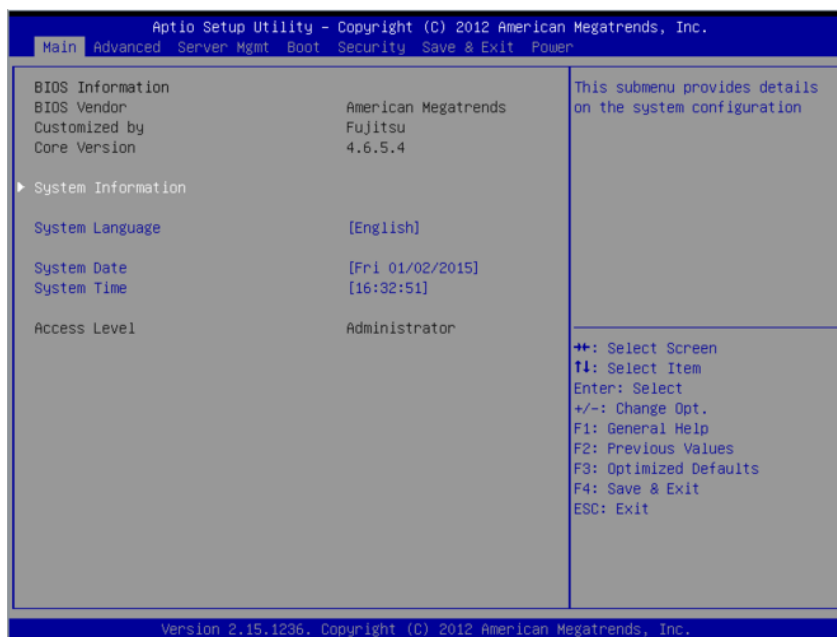 Aptio Setup Utility – Copyright (C) 2012 American Megatrends, Inc.
Main Advanced Server Mgmt Boot Security Save & Exit Power
BIOS Information
BIOS Vendor American Megatrends
Customized by Fujitsu
Core Version 4.6.5.4
System Information
System Language [English]
System Date [Fri 01/02/2015]
System Time [16:32:51]
Access Level Administrator
This submenu provides details
on the system configuration
→←: Select Screen
↑↓: Select Item
Enter: Select
+/-: Change Opt.
F1: General Help
F2: Previous Values
F3: Optimized Defaults
F4: Save & Exit
ESC: Exit
Version 2.15.1236. Copyright (C) 2012 American Megatrends, Inc.